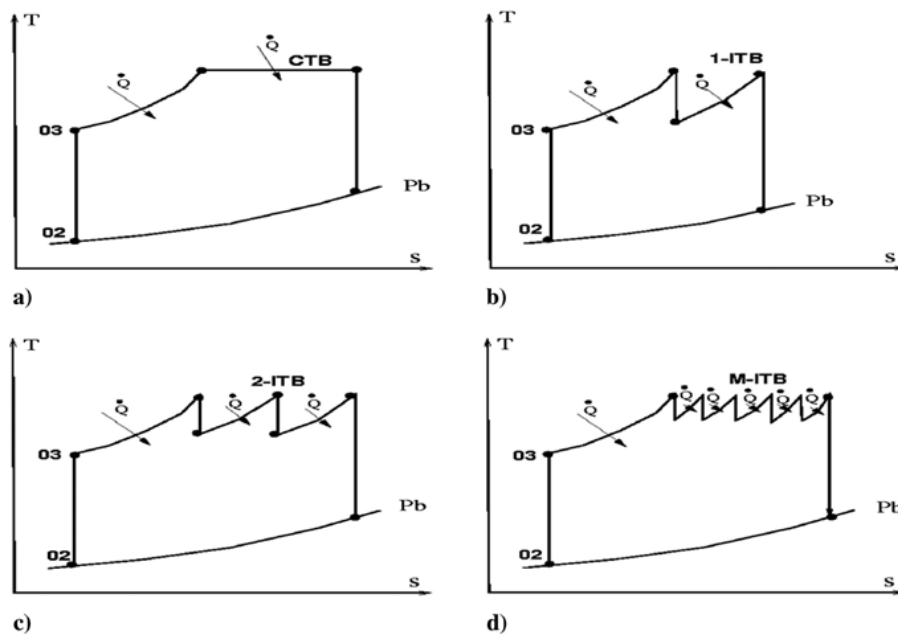 T
Q̇
CTB
Q̇
03
Pb
02
S
a)
T
1-ITB
Q̇
Q̇
03
Pb
02
S
b)
T
2-ITB
Q̇
Q̇
Q̇
03
Pb
02
S
c)
T
M-ITB
Q̇
Q̇
Q̇
Q̇
Q̇
Q̇
03
Pb
02
S
d)